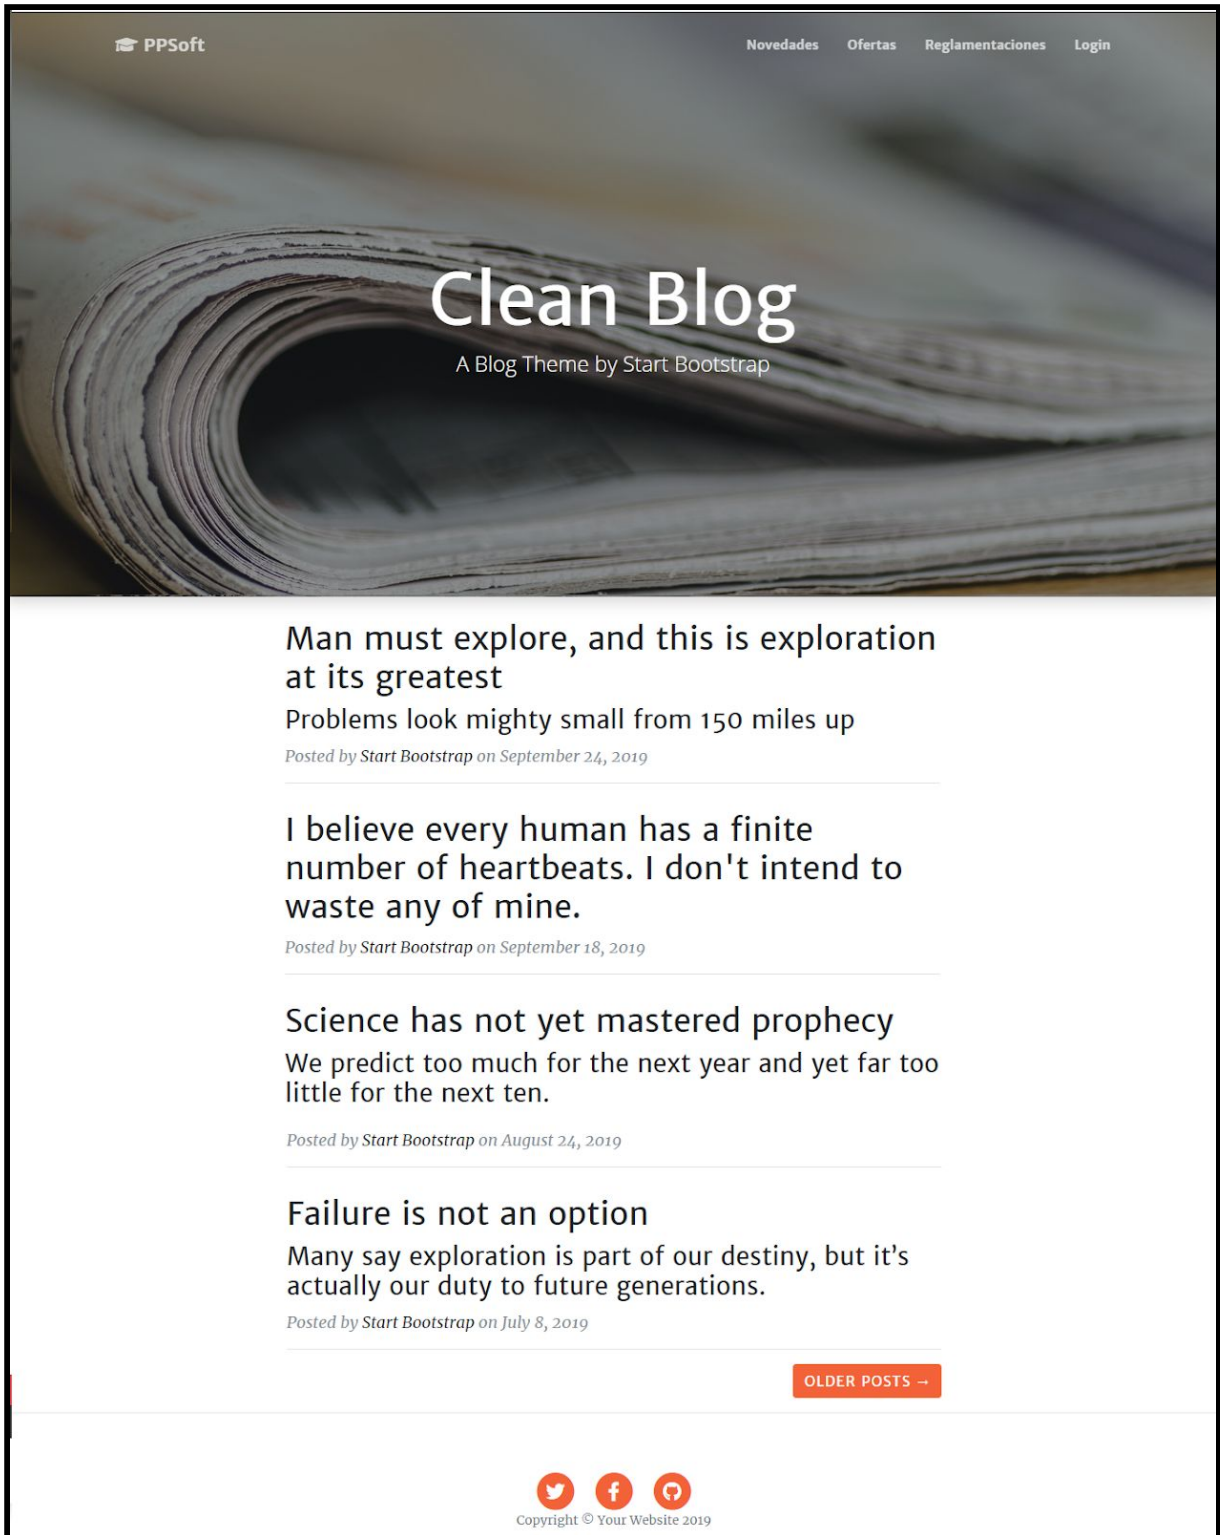 PPSoft
Novedades Ofertas Reglamentaciones Login
Clean Blog
A Blog Theme by Start Bootstrap
Man must explore, and this is exploration
at its greatest
Problems look mighty small from 150 miles up
Posted by Start Bootstrap on September 24, 2019
I believe every human has a finite
number of heartbeats. I don't intend to
waste any of mine.
Posted by Start Bootstrap on September 18, 2019
Science has not yet mastered prophecy
We predict too much for the next year and yet far too
little for the next ten.
Posted by Start Bootstrap on August 24, 2019
Failure is not an option
Many say exploration is part of our destiny, but it’s
actually our duty to future generations.
Posted by Start Bootstrap on July 8, 2019
OLDER POSTS →
Copyright © Your Website 2019